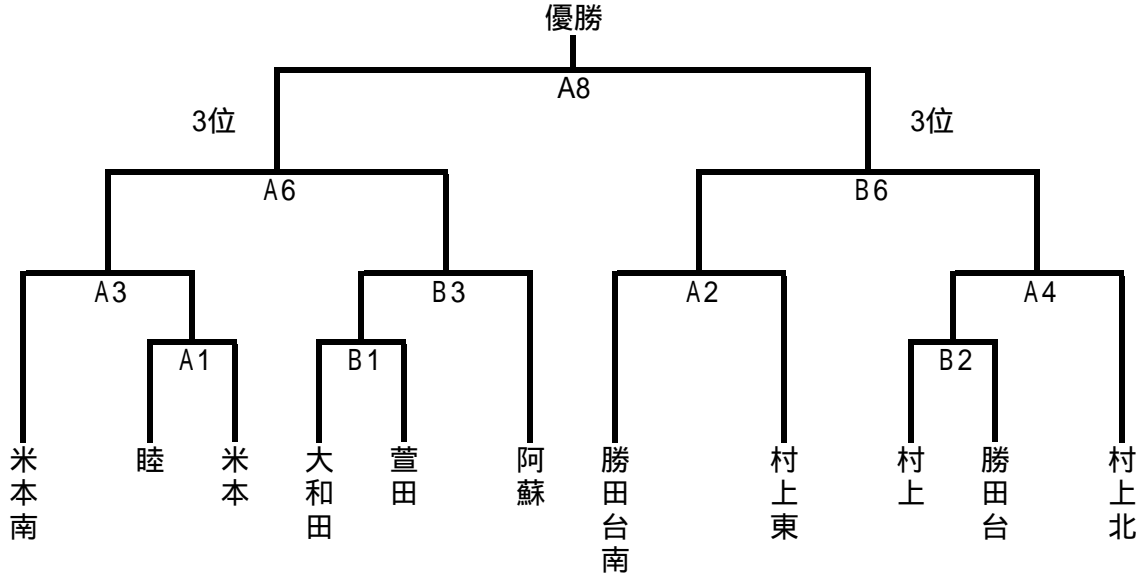 優勝
A8
3位
3位
A6
B6
A3
B3
A2
A4
A1
B1
B2
米本南
睦
米本
大和田
萱田
阿蘇
勝田台南
村上東
村上
勝田台
村上北